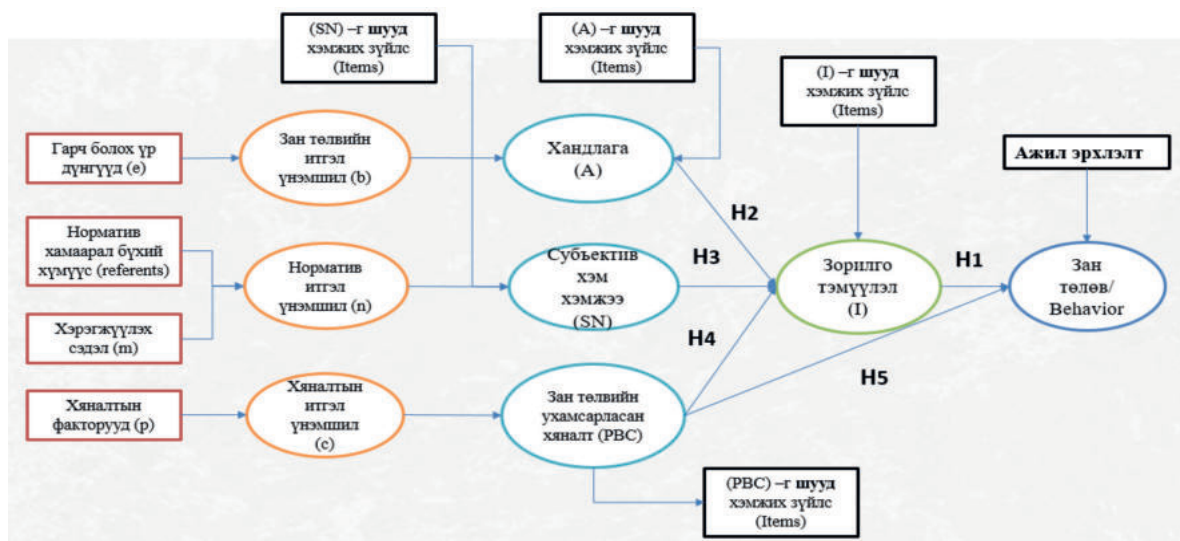 (SN) –г шууд
хэмжих зүйлс
(Items)
(A) –г шууд
хэмжих зүйлс
(Items)
(I) –г шууд
хэмжих зүйлс
(Items)
Гарч болох үр
дүнгүүд (e)
Зан төлвийн
итгэл
үнэмшил (b)
Хандлага
(A)
Ажил эрхлэлт
H2
Норматив
хамаарал бүхий
хүмүүс (referents)
Норматив
итгэл
үнэмшил (n)
Субъектив
хэм
хэмжээ
(SN)
H3
Зорилго
тэмүүлэл
(I)
H1
Зан
төлөв/
Behavior
Хэрэгжүүлэх
сэдэл (m)
H4
H5
Хяналтын
факторууд (p)
Хяналтын
итгэл
үнэмшил
(c)
Зан төлвийн
ухамсарласан
хяналт (PBC)
(PBC) –г шууд
хэмжих зүйлс
(Items)